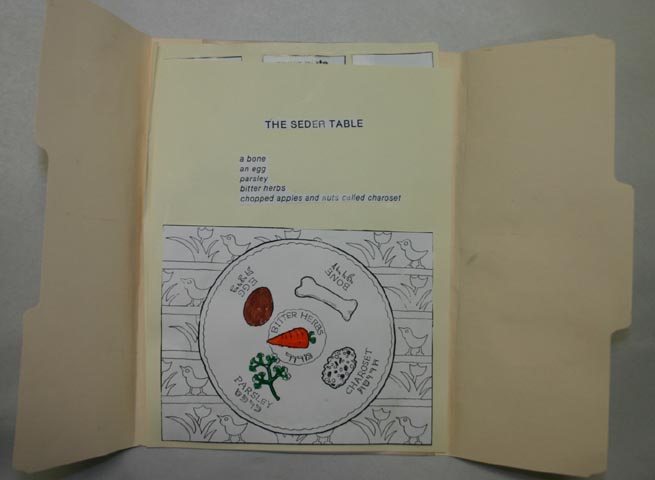 THE SEDER TABLE
a bone
an egg
parsley
bitter herbs
chopped apples and nuts called charoset
EGG
BONE
BITTER HERBS
PARSLEY
CHAROSET